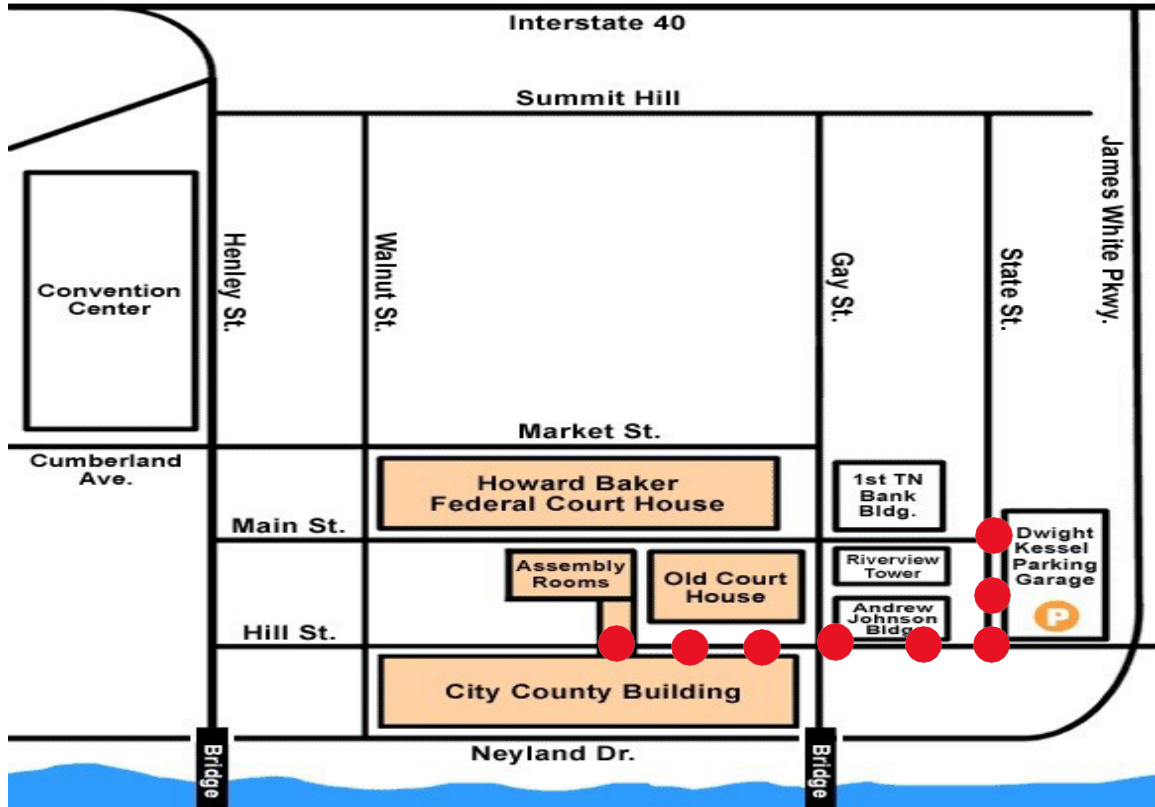 Interstate 40
Summit Hill
James White Pkwy.
Henley St.
Walnut St.
Gay St.
State St.
Convention
Center
Market St.
Cumberland
Ave.
Howard Baker
Federal Court House
1st TN
Bank
Bldg.
Main St.
Dwight
Kessel
Parking
Garage
P
Assembly
Rooms
Old Court
House
Riverview
Tower
Andrew
Johnson
Bldg
Hill St.
City County Building
Neyland Dr.
Bridge
Bridge